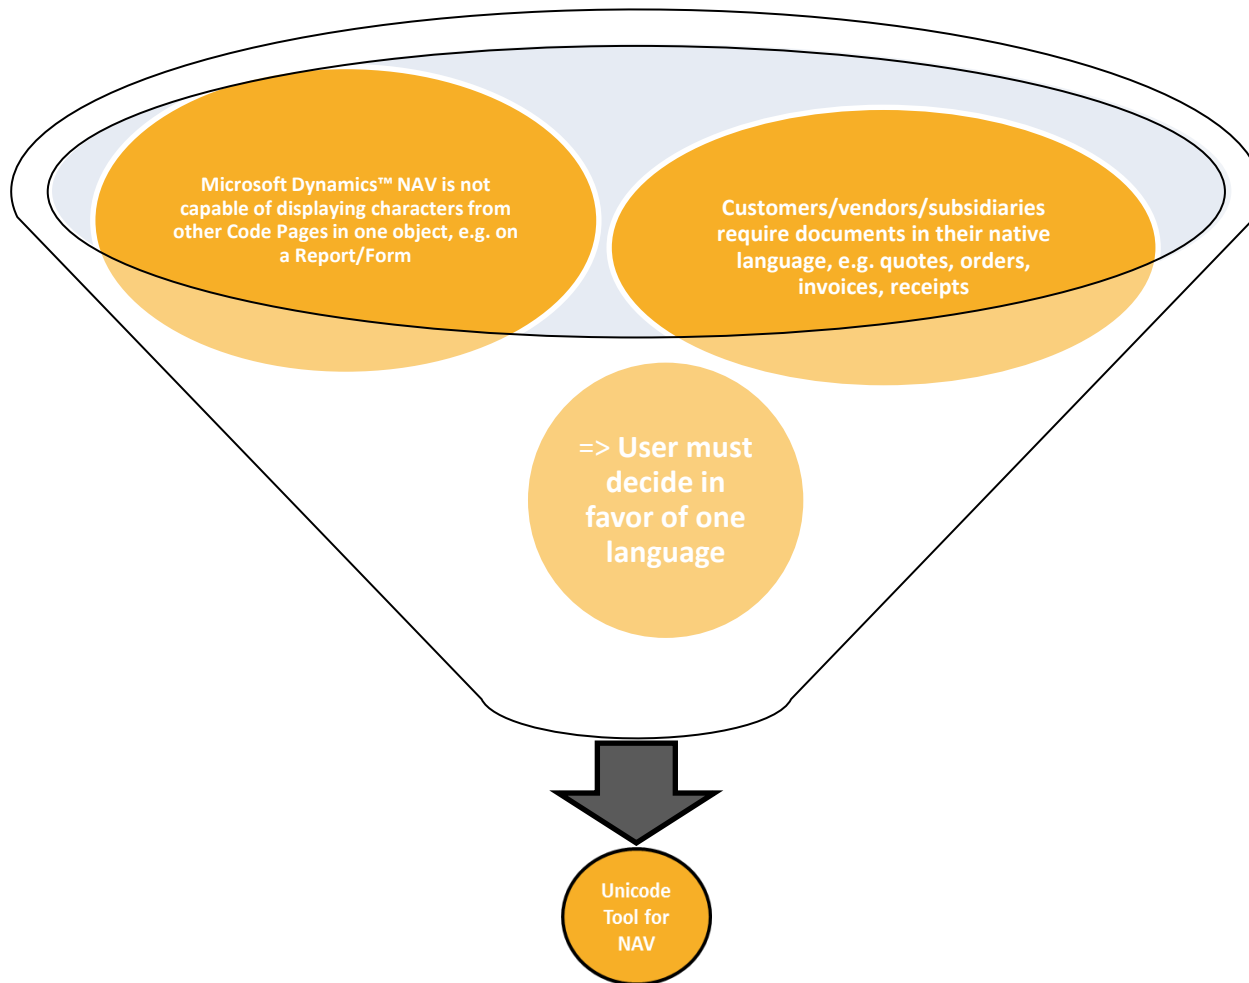 Microsoft Dynamics™ NAV is not
capable of displaying characters from
other Code Pages in one object, e.g. on
a Report/Form
Customers/vendors/subsidiaries
require documents in their native
language, e.g. quotes, orders,
invoices, receipts
=> User must
decide in
favor of one
language
Unicode
Tool for
NAV